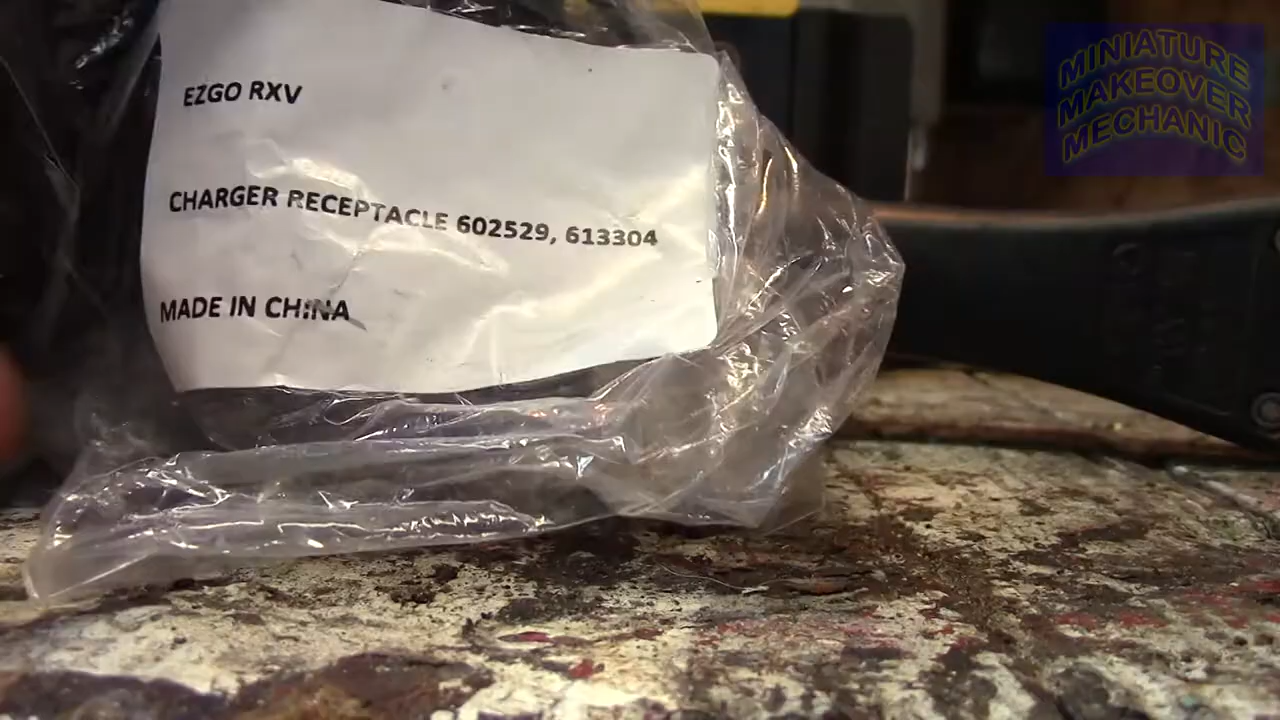 EZGO RXV
CHARGER RECEPTACLE 602529, 613304
MADE IN CHINA
MINIATURE
MAKEOVER
MECHANIC